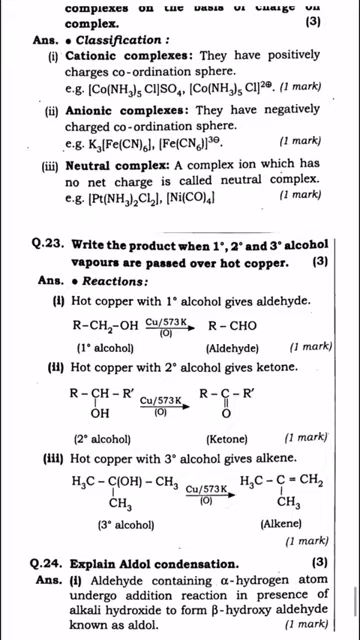 complexes on the basis of charge on
complex. (3)
Ans. • Classification :
(i) Cationic complexes: They have positively
charges co-ordination sphere.
e.g. [Co(NH₃)₅ Cl]SO₄, [Co(NH₃)₅ Cl]²⊕. (1 mark)
(ii) Anionic complexes: They have negatively
charged co-ordination sphere.
e.g. K₃[Fe(CN)₆], [Fe(CN₆)]³⊖. (1 mark)
(iii) Neutral complex: A complex ion which has
no net charge is called neutral complex.
e.g. [Pt(NH₃)₂Cl₂], [Ni(CO)₄] (1 mark)
Q.23. Write the product when 1°, 2° and 3° alcohol
vapours are passed over hot copper. (3)
Ans. • Reactions:
(i) Hot copper with 1° alcohol gives aldehyde.
R–CH₂–OH Cu/573K (O) → R – CHO
(1° alcohol) (Aldehyde) (1 mark)
(ii) Hot copper with 2° gives ketone.
R – CH – R' Cu/573K (O) → R – C – R'
OH O
(2° alcohol) (Ketone) (1 mark)
(iii) Hot copper with 3° alcohol gives alkene.
H₃C – C(OH) – CH₃ Cu/573K (O) → H₃C – C = CH₂
CH₃ CH₃
(3° alcohol) (Alkene)
(1 mark)
Q.24. Explain Aldol condensation. (3)
Ans. (i) Aldehyde containing α-hydrogen atom
undergo addition reaction in presence of
alkali hydroxide to form β-hydroxy aldehyde
known as aldol. (1 mark)